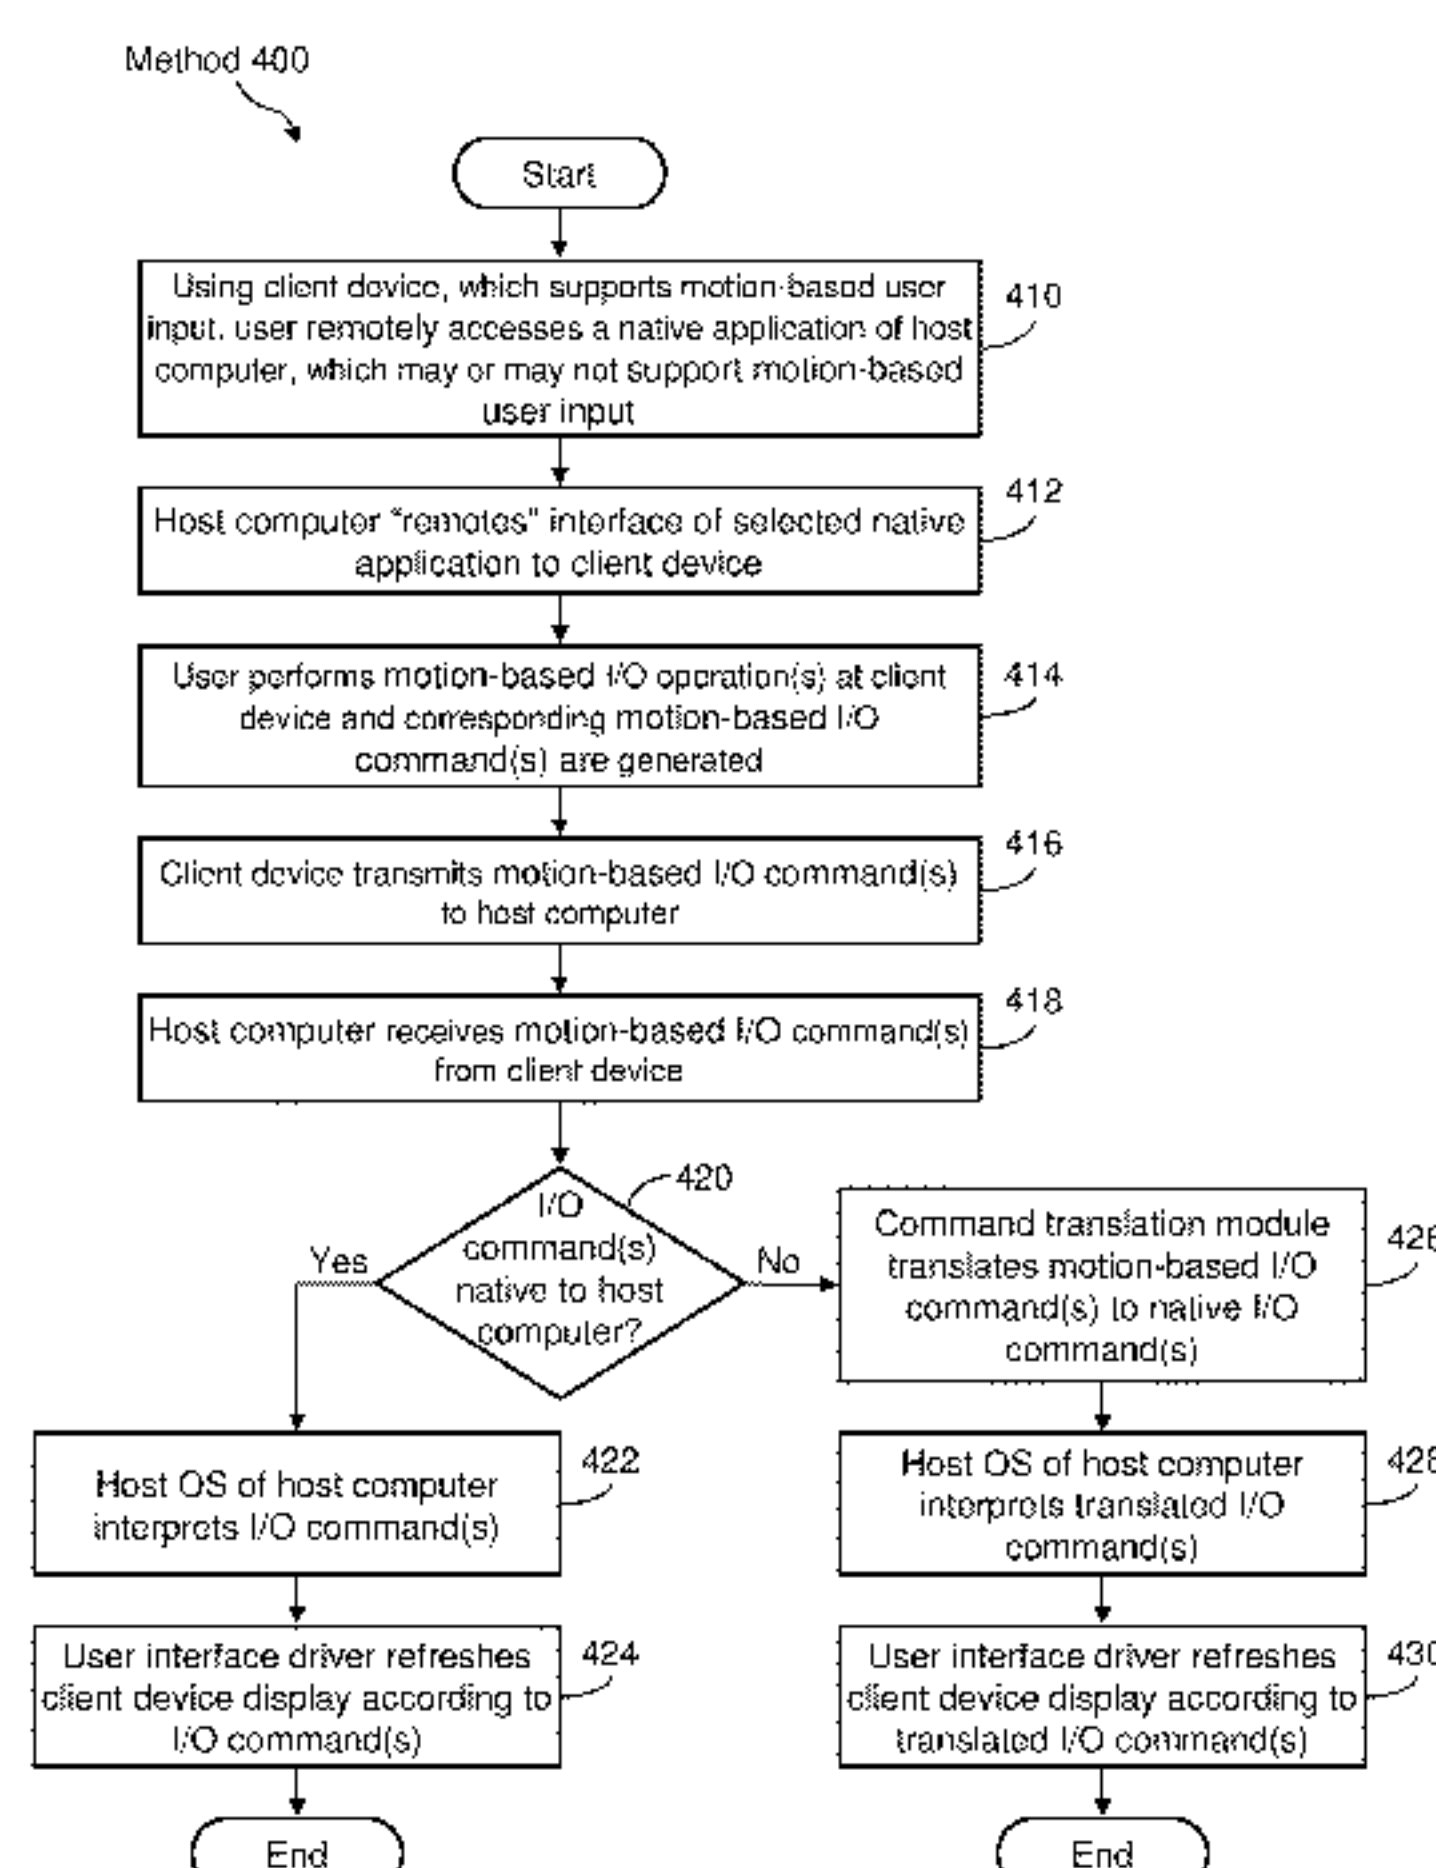 Method 400
Start
Using client device, which supports motion-based user
input, user remotely accesses a native application of host
computer, which may or may not support motion-based
user input
410
Host computer “remotes” interface of selected native
application to client device
412
User performs motion-based I/O operation(s) at client
device and corresponding motion-based I/O
command(s) are generated
414
Client device transmits motion-based I/O command(s)
to host computer
416
Host computer receives motion-based I/O command(s)
from client device
418
I/O
command(s)
native to host
computer?
420
Yes
No
Command translation module
translates motion-based I/O
command(s) to native I/O
command(s)
Host OS of host computer
interprets I/O command(s)
422
Host OS of host computer
interprets translated I/O
command(s)
User interface driver refreshes
client device display according to
I/O command(s)
424
User interface driver refreshes
client device display according to
translated I/O command(s)
430
End
End